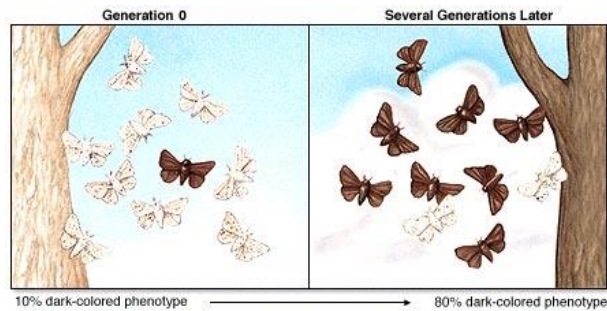 Generation 0
Several Generations Later
10% dark-colored phenotype
80% dark-colored phenotype